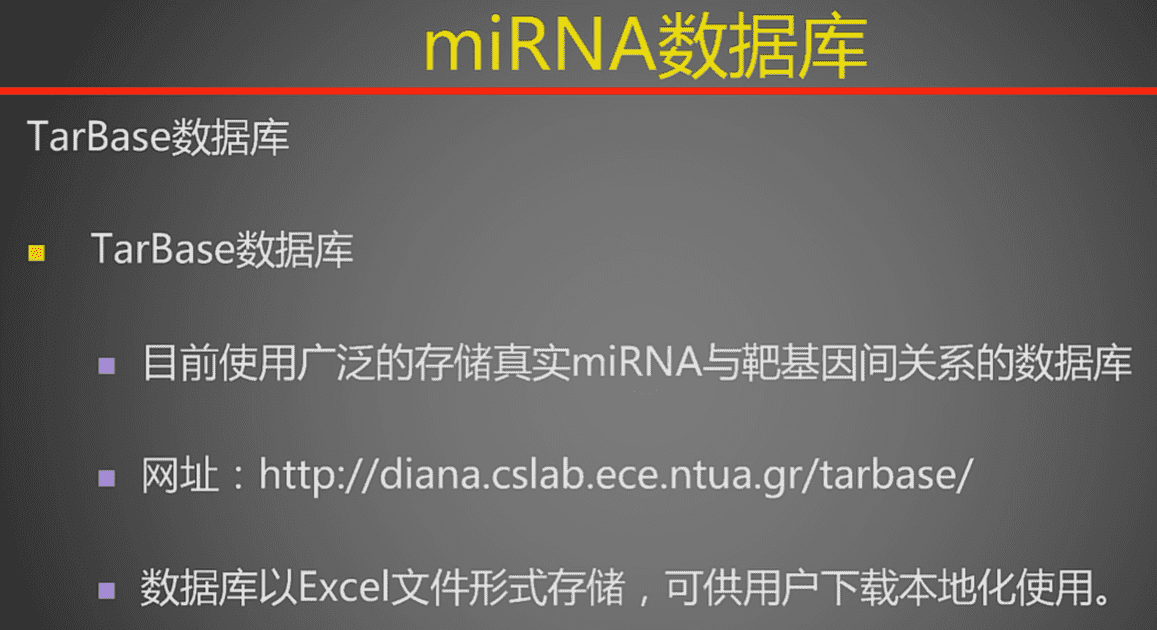 miRNA数据库
TarBase数据库
TarBase数据库
目前使用广泛的存储真实miRNA与靶基因间关系的数据库
网址：http://diana.cslab.ece.ntua.gr/tarbase/
数据库以Excel文件形式存储，可供用户下载本地化使用。